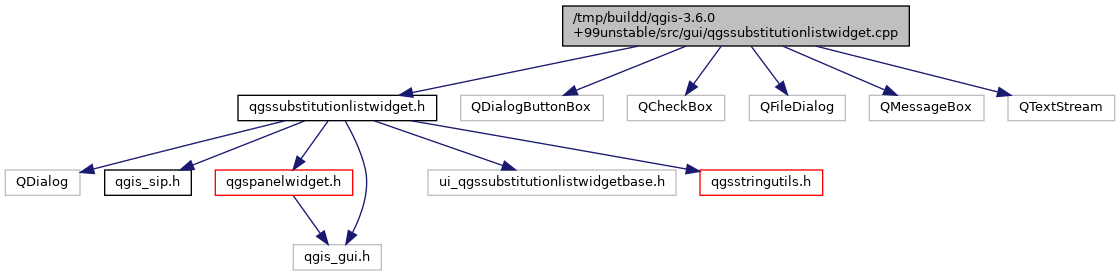 /tmp/buildd/qgis-3.6.0
+99unstable/src/gui/qgssubstitutionlistwidget.cpp
qgssubstitutionlistwidget.h
QDialogButtonBox
QCheckBox
QFileDialog
QMessageBox
QTextStream
QDialog
qgis_sip.h
qgspanelwidget.h
ui_qgssubstitutionlistwidgetbase.h
qgsstringutils.h
qgis_gui.h